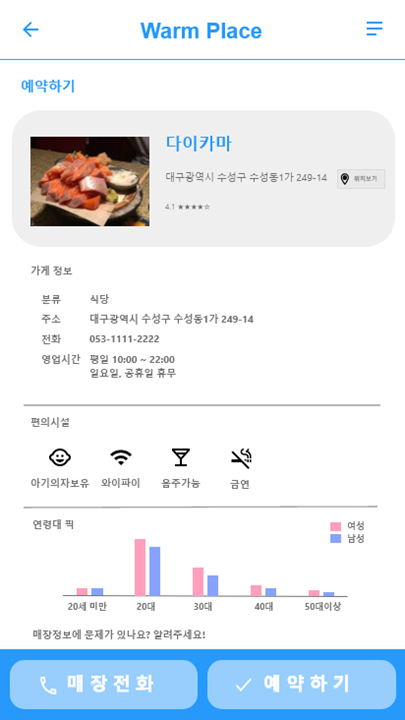 Warm Place
예약하기
다이카마
대구광역시 수성구 수성동1가 249-14
위치보기
4.1 ★★★★☆
가게 정보
분류 식당
주소 대구광역시 수성구 수성동1가 249-14
전화 053-1111-2222
영업시간 평일 10:00 ~ 22:00
일요일, 공휴일 휴무
편의시설
아기의자보유 와이파이 음주가능 금연
연령대 픽
여성
남성
20세 미만 20대 30대 40대 50대이상
매장정보에 문제가 있나요? 알려주세요!
매장전화 예약하기